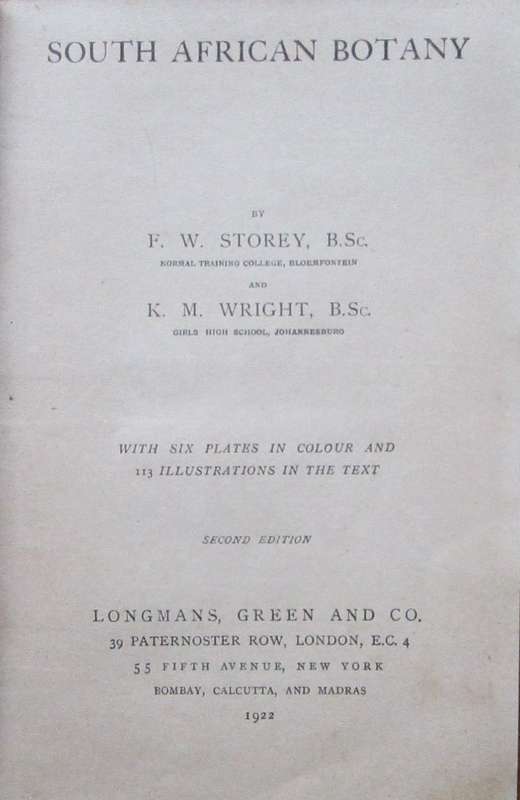 SOUTH AFRICAN BOTANY
BY
F. W. STOREY, B.Sc.
NORMAL TRAINING COLLEGE, BLOEMFONTEIN
AND
K. M. WRIGHT, B.Sc.
GIRLS HIGH SCHOOL, JOHANNESBURG
WITH SIX PLATES IN COLOUR AND
113 ILLUSTRATIONS IN THE TEXT
SECOND EDITION
LONGMANS, GREEN AND CO.
39 PATERNOSTER ROW, LONDON, E.C. 4
55 FIFTH AVENUE, NEW YORK
BOMBAY, CALCUTTA, AND MADRAS
1922